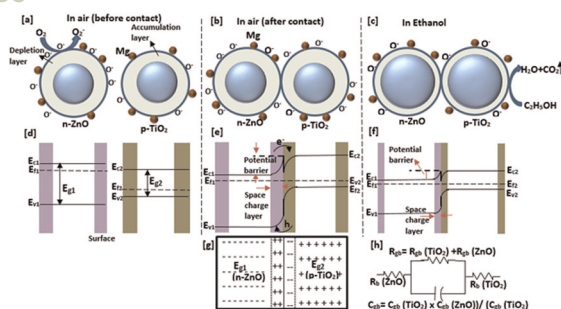 [a] In air (before contact)
O₂ O₂⁻
Accumulation
layer
Depletion
layer
Mg
O⁻ O⁻ O⁻ O⁻ O⁻ O⁻
n-ZnO
p-TiO₂
[b] In air (after contact)
Mg
O⁻ O⁻ O⁻ O⁻ O⁻ O⁻
n-ZnO
p-TiO₂
[c] In Ethanol
O⁻ O⁻ O⁻ O⁻
H₂O+CO₂
C₂H₅OH
n-ZnO
p-TiO₂
[d]
Ec1
Ef1
Eg1
Ev1
Ec2
Eg2
Ef2
Ev2
Surface
[e]
e⁻
Ec1
Ef1
Potential
barrier
Space
charge
layer
Ev1
h
Ec2
Ev2
Ef2
[f]
Potential
barrier
Ec1
Ef1
Space charge
layer
Ev1
Ec2
Ef2
Ev2
[g]
Eg1
(n-ZnO)
Eg2
(p-TiO₂)
[h]
Rgb= Rgb (TiO₂) +Rgb (ZnO)
Rb
(ZnO)
Rb (TiO₂)
Cgb= Cgb (TiO₂) x Cgb (ZnO))/ (Cgb (TiO₂)